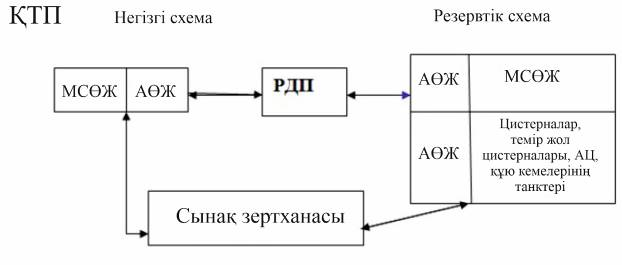 ҚТП
Негізгі схема
Резервтік схема
МСӨЖ
АӨЖ
РДП
АӨЖ
МСӨЖ
АӨЖ
Цистерналар,
темір жол
цистерналары, АЦ,
құю кемелерінің
танктері
Сынақ зертханасы